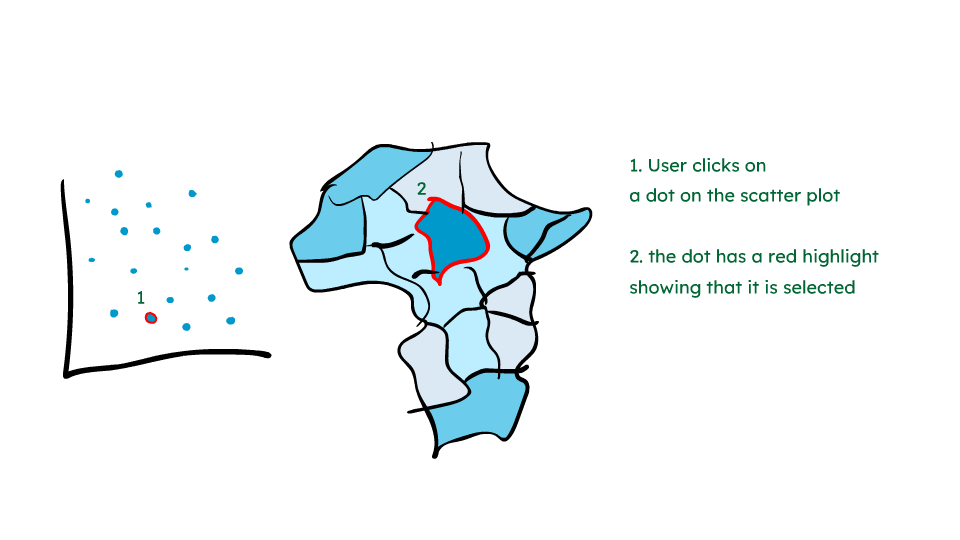 2
1
1. User clicks on
a dot on the scatter plot
2. the dot has a red highlight
showing that it is selected